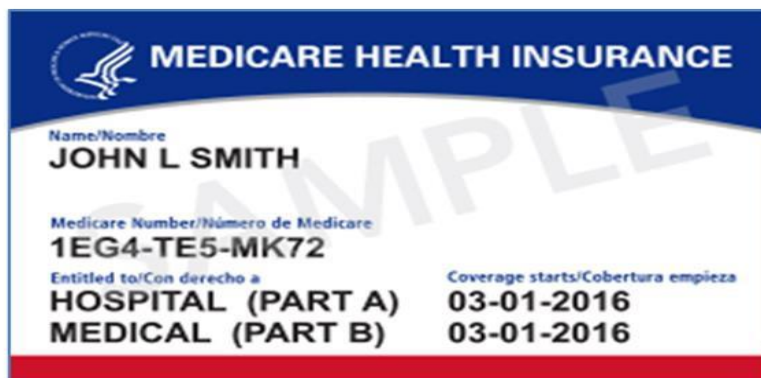 MEDICARE HEALTH INSURANCE
SAMPLE
Name/Nombre
JOHN L SMITH
Medicare Number/Número de Medicare
1EG4-TE5-MK72
Entitled to/Con derecho a Coverage starts/Cobertura empieza
HOSPITAL (PART A) 03-01-2016
MEDICAL (PART B) 03-01-2016